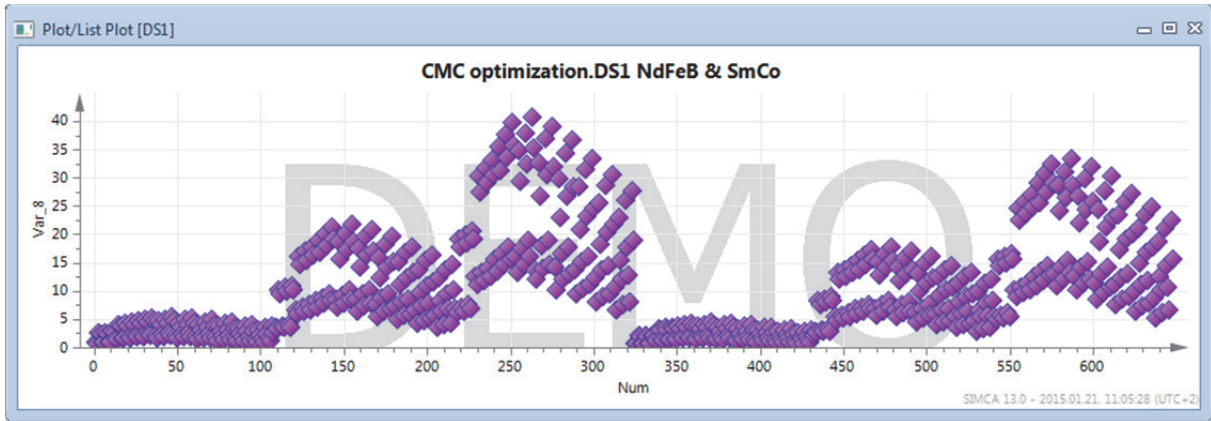 Plot/List Plot [DS1]
CMC optimization.DS1 NdFeB & SmCo
DEMO
Var_8
40
35
30
25
20
15
10
5
0
0 50 100 150 200 250 300 350 400 450 500 550 600
Num
SIMCA 13.0 - 2015.01.21. 11:05:28 (UTC+2)